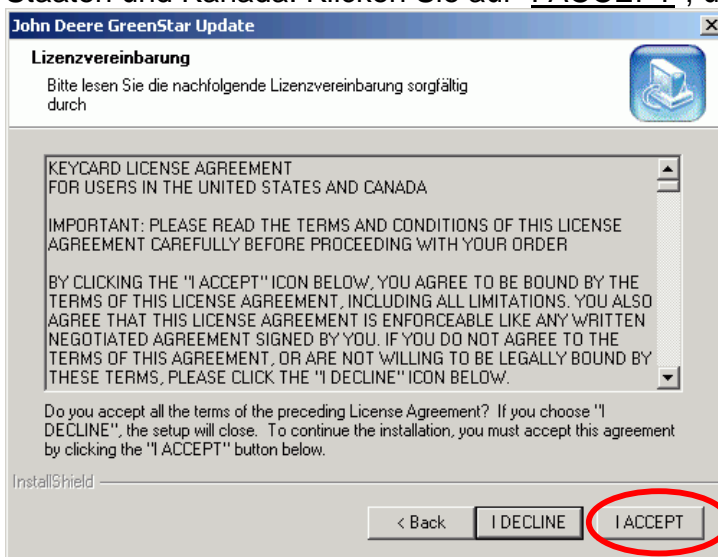 Staaten und Kanada. Klicken Sie auf "I ACCEPT", u
John Deere GreenStar Update
Lizenzvereinbarung
Bitte lesen Sie die nachfolgende Lizenzvereinbarung sorgfältig
durch
KEYCARD LICENSE AGREEMENT
FOR USERS IN THE UNITED STATES AND CANADA
IMPORTANT: PLEASE READ THE TERMS AND CONDITIONS OF THIS LICENSE
AGREEMENT CAREFULLY BEFORE PROCEEDING WITH YOUR ORDER
BY CLICKING THE "I ACCEPT" ICON BELOW, YOU AGREE TO BE BOUND BY THE
TERMS OF THIS LICENSE AGREEMENT, INCLUDING ALL LIMITATIONS. YOU ALSO
AGREE THAT THIS LICENSE AGREEMENT IS ENFORCEABLE LIKE ANY WRITTEN
NEGOTIATED AGREEMENT SIGNED BY YOU. IF YOU DO NOT AGREE TO THE
TERMS OF THIS AGREEMENT, OR ARE NOT WILLING TO BE LEGALLY BOUND BY
THESE TERMS, PLEASE CLICK THE "I DECLINE" ICON BELOW.
Do you accept all the terms of the preceding License Agreement? If you choose "I
DECLINE", the setup will close. To continue the installation, you must accept this agreement
by clicking the "I ACCEPT" button below.
InstallShield
< Back I DECLINE I ACCEPT